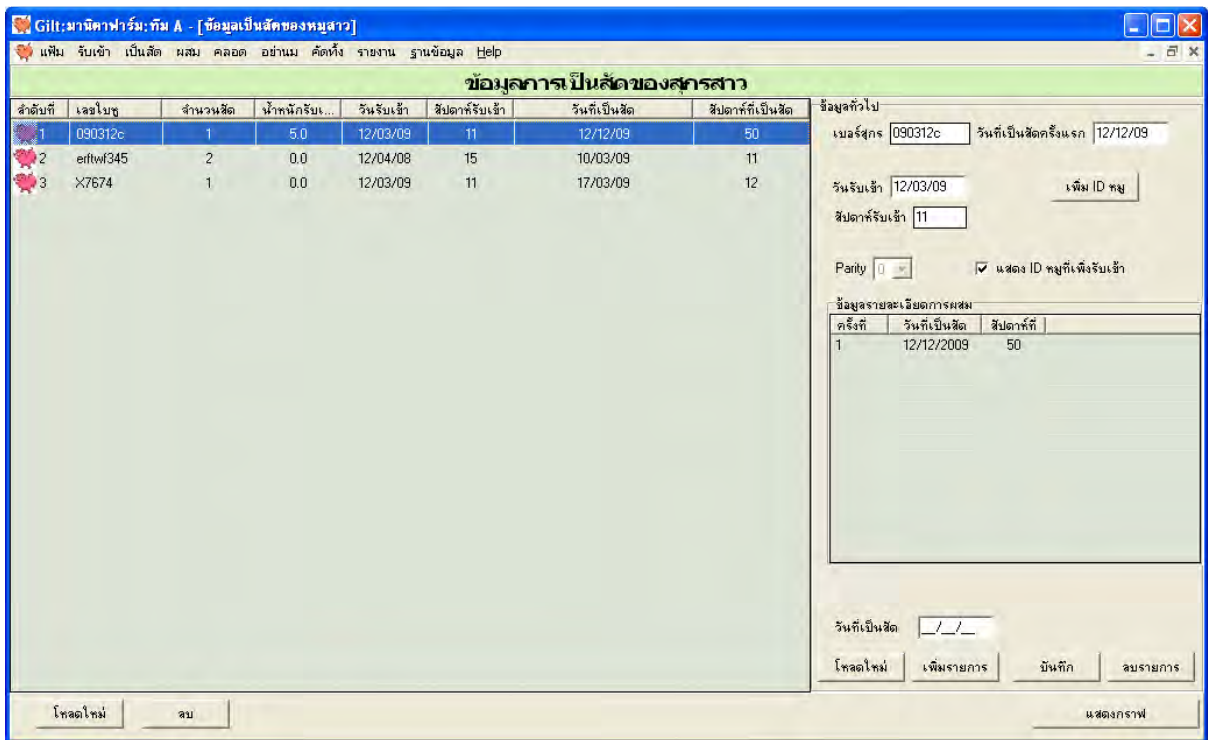 Gilt:มานิตาฟาร์ม:ทีม A - [ข้อมูลเป็นสัดของหมูสาว]
แฟ้ม รับเข้า เป็นสัด ผสม คลอด อย่านม คัดทิ้ง รายงาน ฐานข้อมูล Help
ข้อมูลการเป็นสัดของสุกรสาว
ลำดับที่ เลขใบหู จำนวนสัด น้ำหนักรับเ... วันรับเข้า สัปดาห์รับเข้า วันที่เป็นสัด สัปดาห์ที่เป็นสัด
1 090312c 1 5.0 12/03/09 11 12/12/09 50
2 erftwf345 2 0.0 12/04/08 15 10/03/09 11
3 X7674 1 0.0 12/03/09 11 17/03/09 12
ข้อมูลทั่วไป
เบอร์สุกร 090312c วันที่เป็นสัดครั้งแรก 12/12/09
วันรับเข้า 12/03/09 เพิ่ม ID หมู
สัปดาห์รับเข้า 11
Parity 0 แสดง ID หมูที่เพิ่งรับเข้า
ข้อมูลรายละเอียดการผสม
ครั้งที่ วันที่เป็นสัด สัปดาห์ที่
1 12/12/2009 50
วันที่เป็นสัด __/__/__
โหลดใหม่ เพิ่มรายการ บันทึก ลบรายการ
โหลดใหม่ ลบ แสดงกราฟ